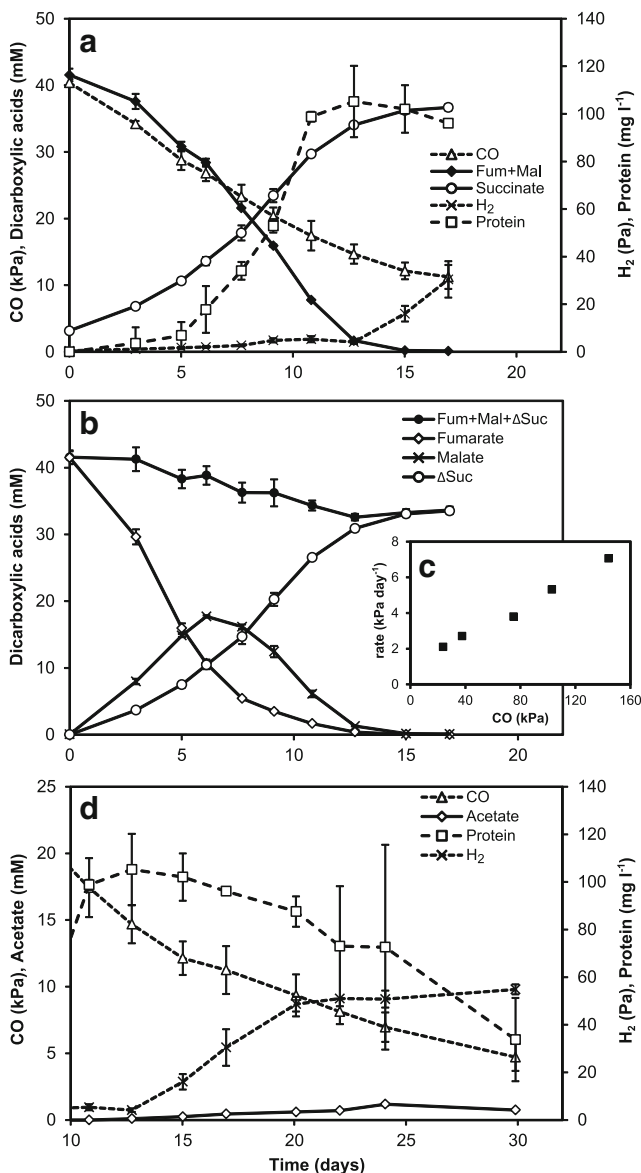 a
CO (kPa), Dicarboxylic acids (mM)
50
40
30
20
10
0
H2 (Pa), Protein (mg l-1)
140
120
100
80
60
40
20
0
CO
Fum+Mal
Succinate
H2
Protein
0 5 10 15 20
b
Dicarboxylic acids (mM)
50
40
30
20
10
0
Fum+Mal+ΔSuc
Fumarate
Malate
ΔSuc
0 5 10 15 20
c
rate (kPa day-1)
8
6
4
2
0
0 40 80 120 160
CO (kPa)
d
CO (kPa), Acetate (mM)
25
20
15
10
5
0
H2 (Pa), Protein (mg l-1)
140
120
100
80
60
40
20
0
CO
Acetate
Protein
H2
10 15 20 25 30
Time (days)